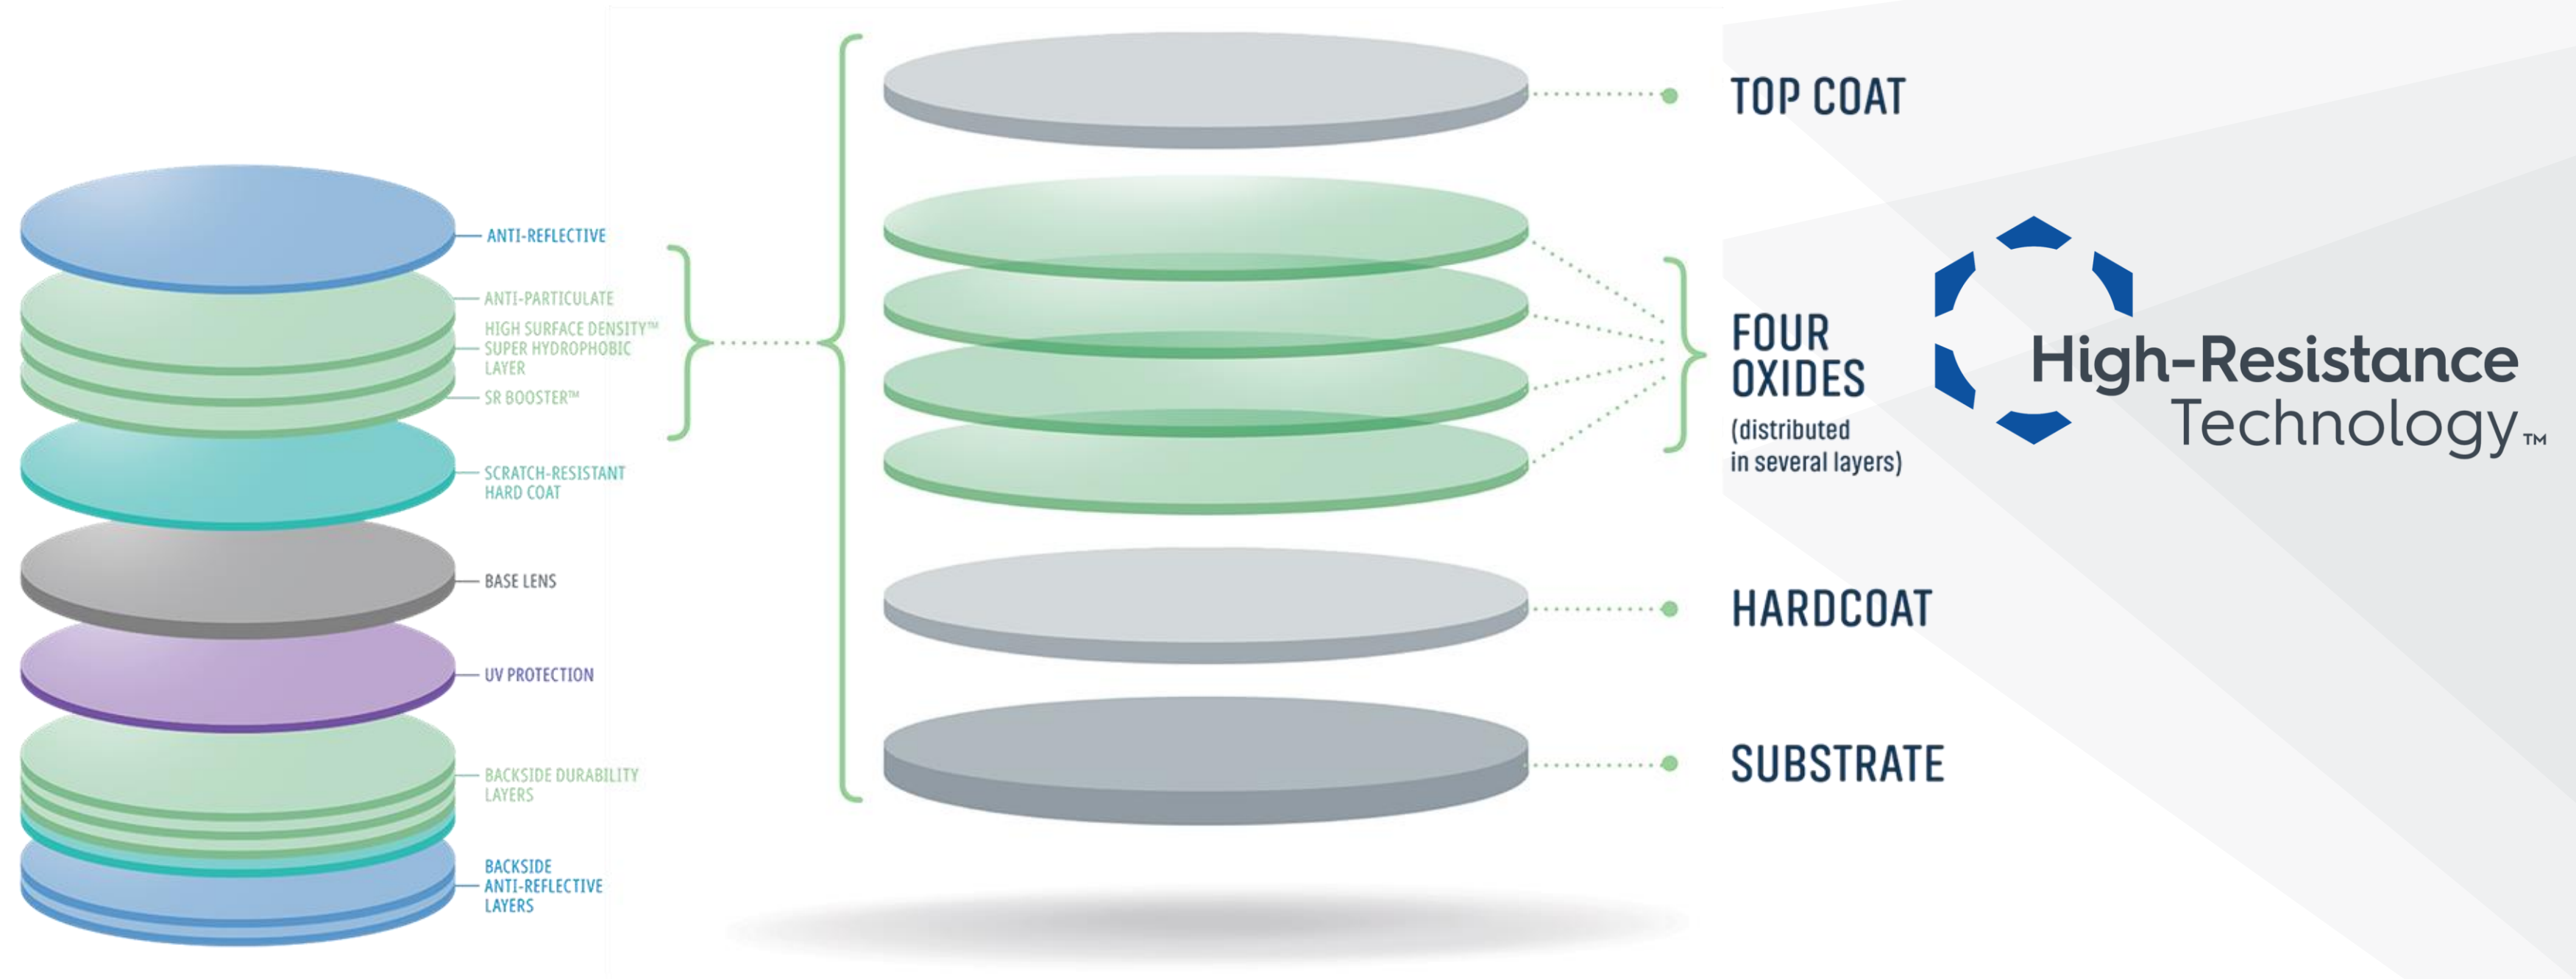 ANTI-REFLECTIVE
ANTI-PARTICULATE
HIGH SURFACE DENSITY™
SUPER HYDROPHOBIC
LAYER
SR BOOSTER™
SCRATCH-RESISTANT
HARD COAT
BASE LENS
UV PROTECTION
BACKSIDE DURABILITY
LAYERS
BACKSIDE
ANTI-REFLECTIVE
LAYERS
TOP COAT
FOUR
OXIDES
(distributed
in several layers)
HARDCOAT
SUBSTRATE
High-Resistance
Technology™